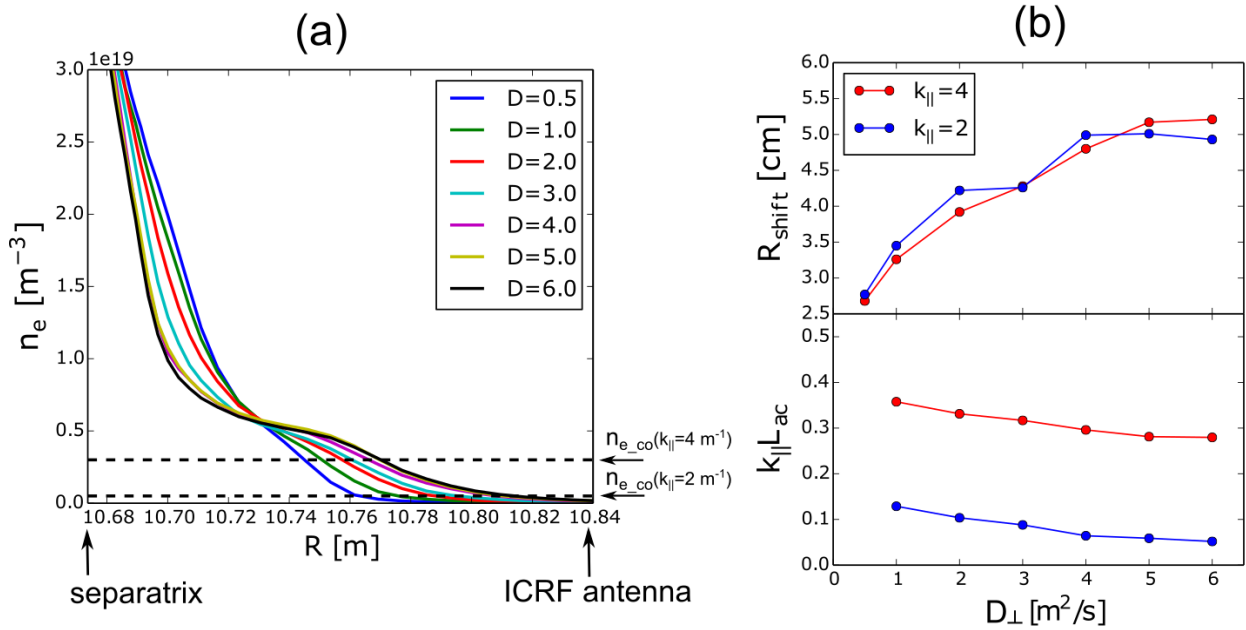 (a)
1e19
3.0
2.5
2.0
1.5
1.0
0.5
0.0
n_e [m⁻³]
D=0.5
D=1.0
D=2.0
D=3.0
D=4.0
D=5.0
D=6.0
n_e_co(k_||=4 m⁻¹)
n_e_co(k_||=2 m⁻¹)
10.68 10.70 10.72 10.74 10.76 10.78 10.80 10.82 10.84
R [m]
separatrix
ICRF antenna
(b)
k_||=4
k_||=2
6.0
5.5
5.0
4.5
4.0
3.5
3.0
2.5
R_shift [cm]
0.5
0.4
0.3
0.2
0.1
0.0
k_||L_ac
0 1 2 3 4 5 6
D_⊥[m²/s]